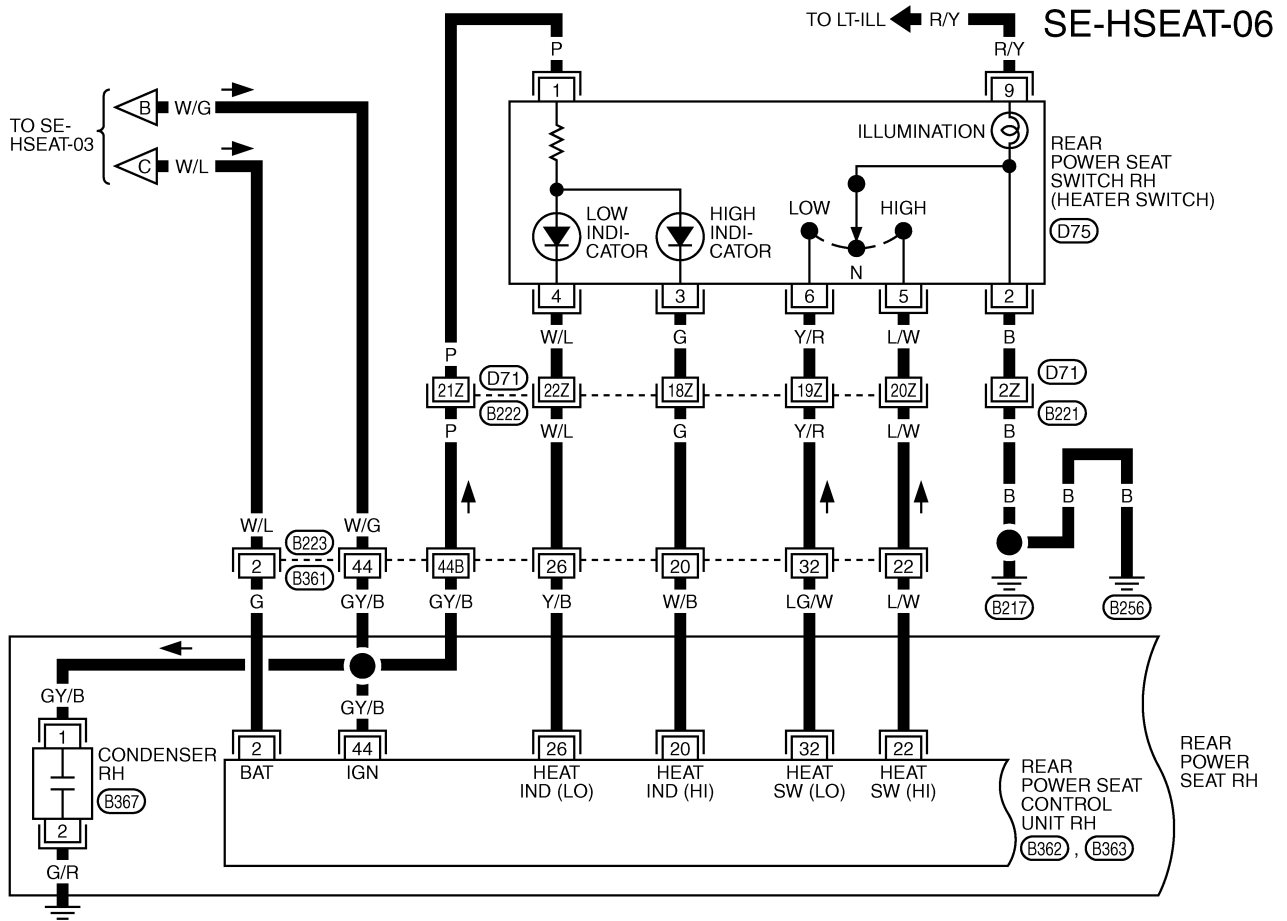 TO LT-ILL R/Y SE-HSEAT-06
P R/Y
1 9
B W/G
TO SE-
HSEAT-03
C W/L
ILLUMINATION
REAR
POWER SEAT
SWITCH RH
(HEATER SWITCH)
D75
LOW
INDI-
CATOR
HIGH
INDI-
CATOR
LOW HIGH
N
4 3 6 5 2
W/L G Y/R L/W B
P
21Z D71 22Z 18Z 19Z 20Z 2Z D71
B222 B221
P W/L G Y/R L/W B
B B B
W/L W/G
B223
2 44 44B 26 20 32 22
B361
B217 B256
G GY/B GY/B Y/B W/B LG/W L/W
GY/B GY/B
1
2 44 26 20 32 22
CONDENSER
RH
B367
BAT IGN
HEAT
IND (LO)
HEAT
IND (HI)
HEAT
SW (LO)
HEAT
SW (HI)
REAR
POWER SEAT
CONTROL
UNIT RH
B362 , B363
REAR
POWER
SEAT RH
2
G/R